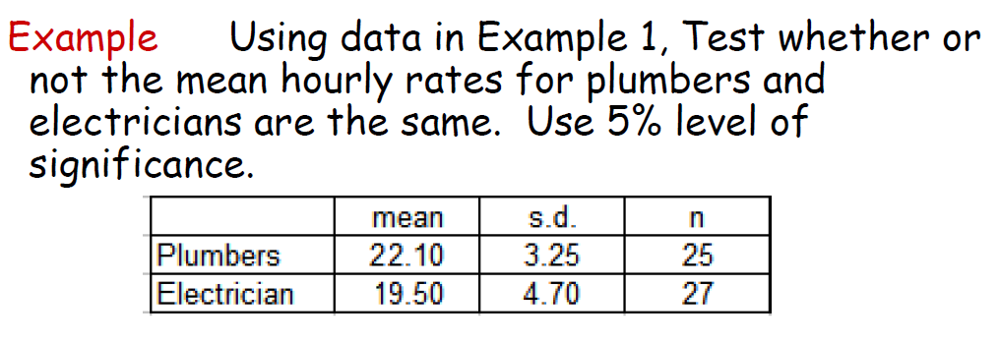 Example Using data in Example 1, Test whether or
not the mean hourly rates for plumbers and
electricians are the same. Use 5% level of
significance.
mean s.d. n
Plumbers 22.10 3.25 25
Electrician 19.50 4.70 27